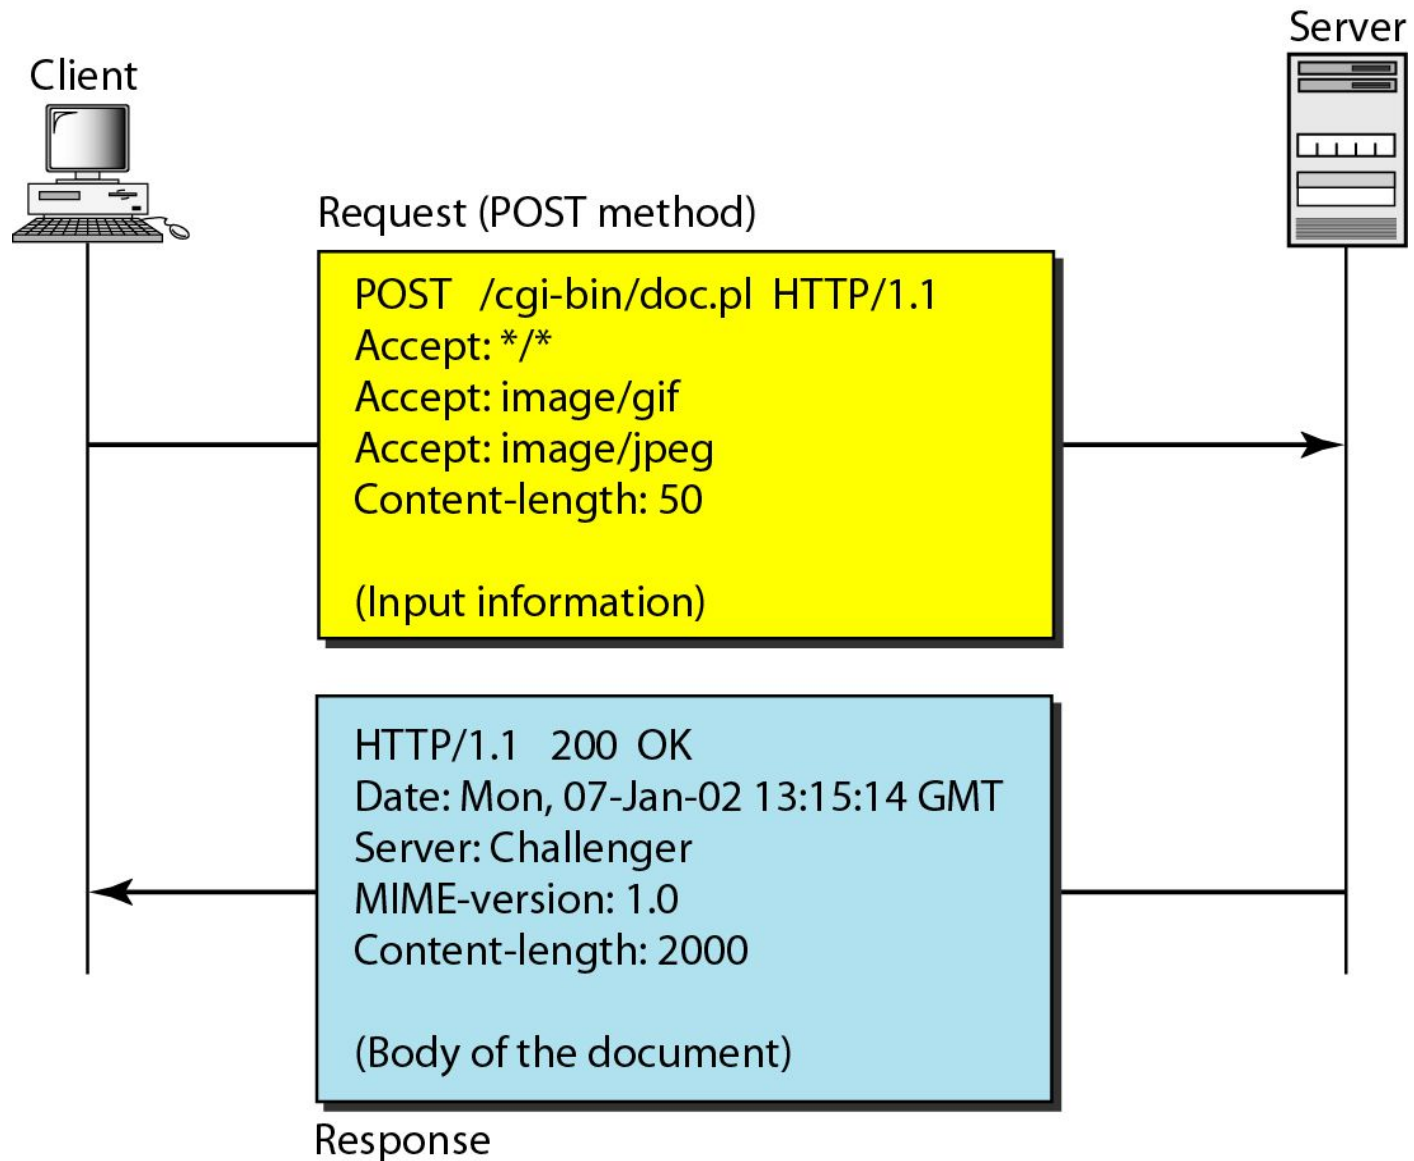 Server
Client
Request (POST method)
POST /cgi-bin/doc.pl HTTP/1.1
Accept: */*
Accept: image/gif
Accept: image/jpeg
Content-length: 50
(Input information)
HTTP/1.1 200 OK
Date: Mon, 07-Jan-02 13:15:14 GMT
Server: Challenger
MIME-version: 1.0
Content-length: 2000
(Body of the document)
Response